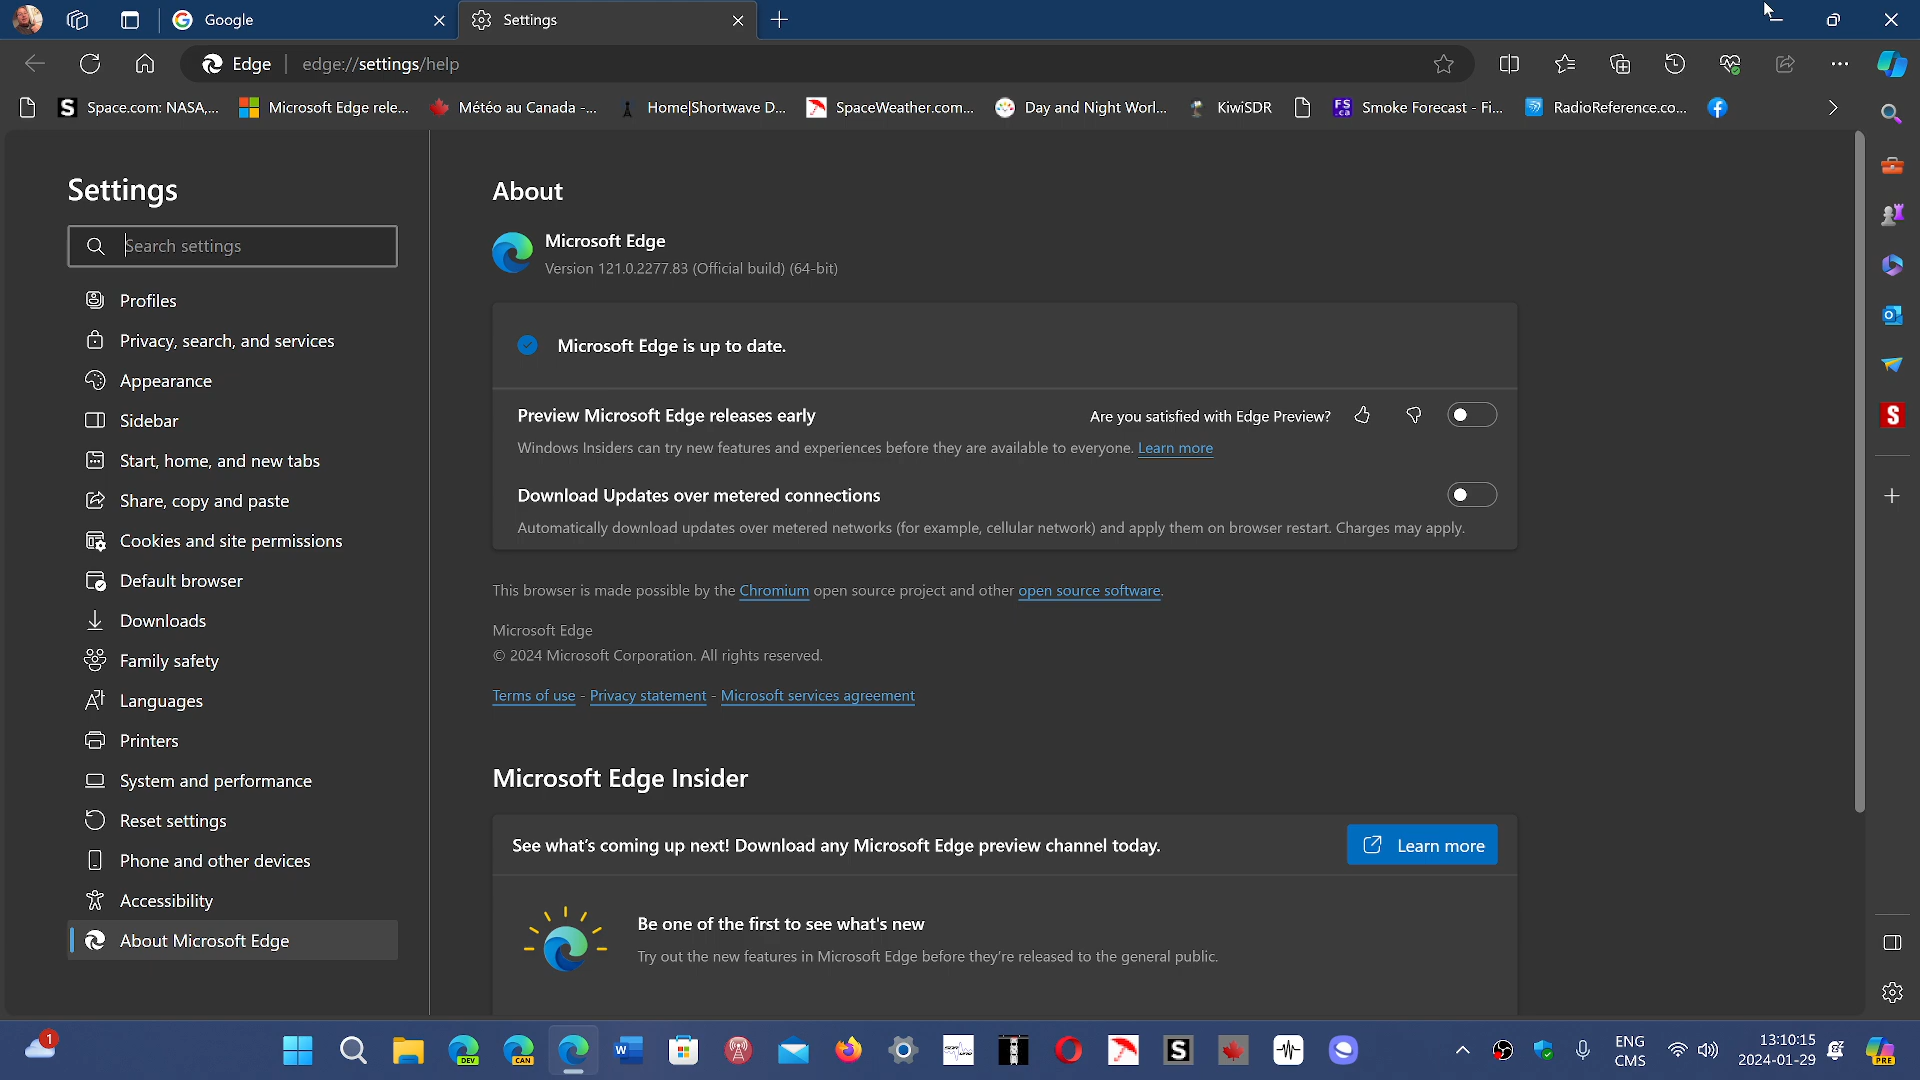 Google
Settings
Edge
edge://settings/help
Space.com: NASA,...
Microsoft Edge rele...
Météo au Canada -...
Home|Shortwave D...
SpaceWeather.com...
Day and Night Worl...
KiwiSDR
FS.ca
Smoke Forecast - Fi...
RadioReference.co...
Settings
Search settings
Profiles
Privacy, search, and services
Appearance
Sidebar
Start, home, and new tabs
Share, copy and paste
Cookies and site permissions
Default browser
Downloads
Family safety
Languages
Printers
System and performance
Reset settings
Phone and other devices
Accessibility
About Microsoft Edge
About
Microsoft Edge
Version 121.0.2277.83 (Official build) (64-bit)
Microsoft Edge is up to date.
Preview Microsoft Edge releases early
Are you satisfied with Edge Preview?
Windows Insiders can try new features and experiences before they are available to everyone. Learn more
Download Updates over metered connections
Automatically download updates over metered networks (for example, cellular network) and apply them on browser restart. Charges may apply.
This browser is made possible by the Chromium open source project and other open source software.
Microsoft Edge
© 2024 Microsoft Corporation. All rights reserved.
Terms of use - Privacy statement - Microsoft services agreement
Microsoft Edge Insider
See what's coming up next! Download any Microsoft Edge preview channel today.
Learn more
Be one of the first to see what's new
Try out the new features in Microsoft Edge before they're released to the general public.
1
DEV
CAN
ENG
CMS
13:10:15
2024-01-29
PRE